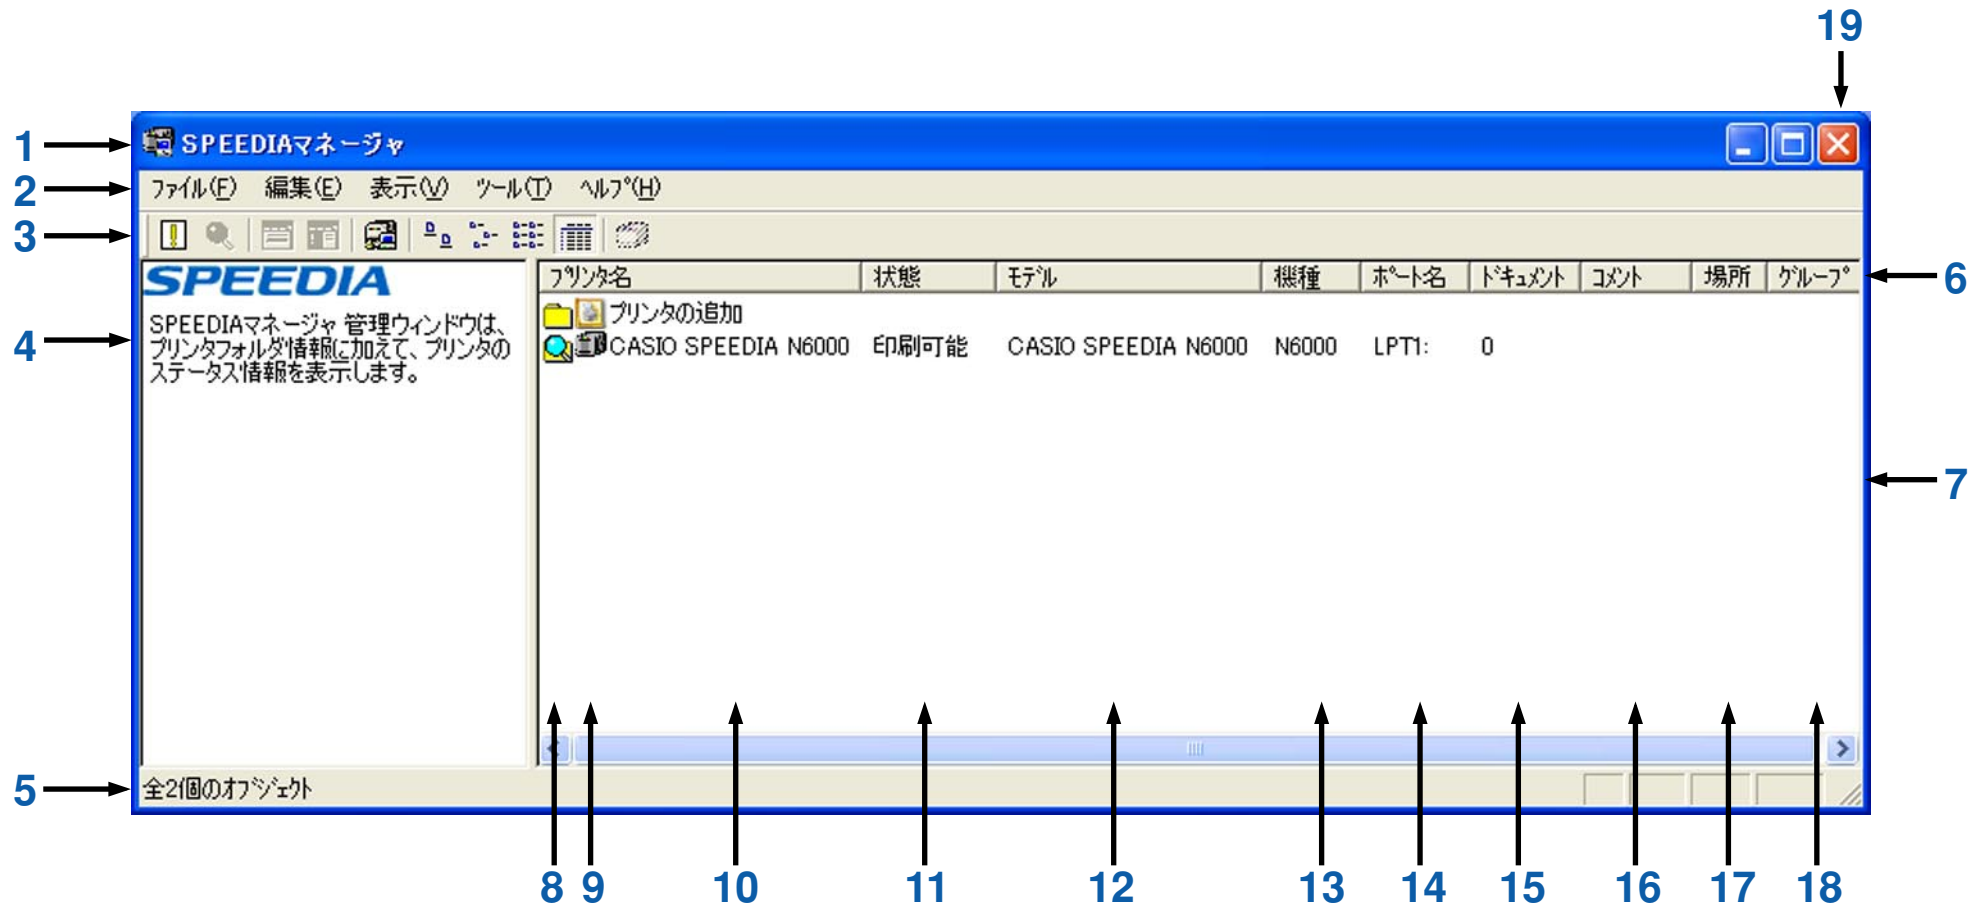 19
1
SPEEDIAマネージャ
2
ファイル(F) 編集(E) 表示(V) ツール(T) ヘルプ(H)
3
SPEEDIA
プリンタ名 状態 モデル 機種 ポート名 ドキュメント コメント 場所 グループ
6
4
SPEEDIAマネージャ 管理ウィンドウは、
プリンタフォルダ情報に加えて、プリンタの
ステータス情報を表示します。
プリンタの追加
CASIO SPEEDIA N6000 印刷可能 CASIO SPEEDIA N6000 N6000 LPT1: 0
7
5
全2個のオブジェクト
8 9 10 11 12 13 14 15 16 17 18